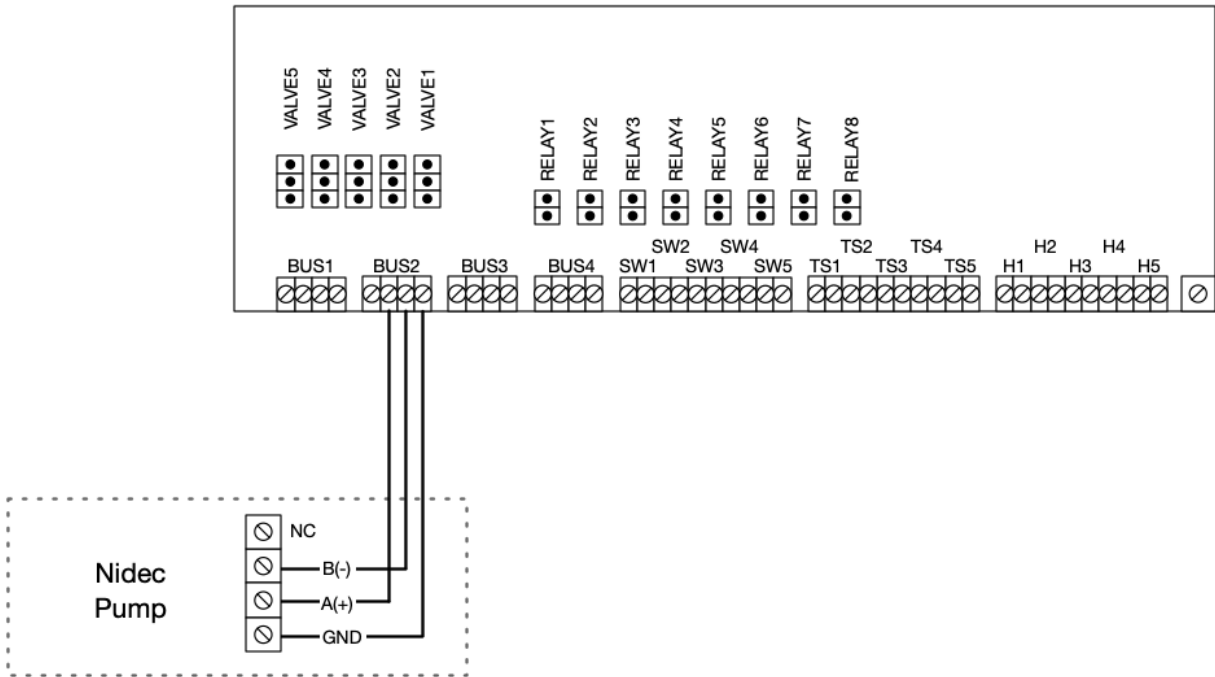 VALVE5
VALVE4
VALVE3
VALVE2
VALVE1
RELAY1
RELAY2
RELAY3
RELAY4
RELAY5
RELAY6
RELAY7
RELAY8
SW2 SW4 TS2 TS4 H2 H4
BUS1 BUS2 BUS3 BUS4 SW1 SW3 SW5 TS1 TS3 TS5 H1 H3 H5
NC
B(-)
A(+)
GND
Nidec
Pump